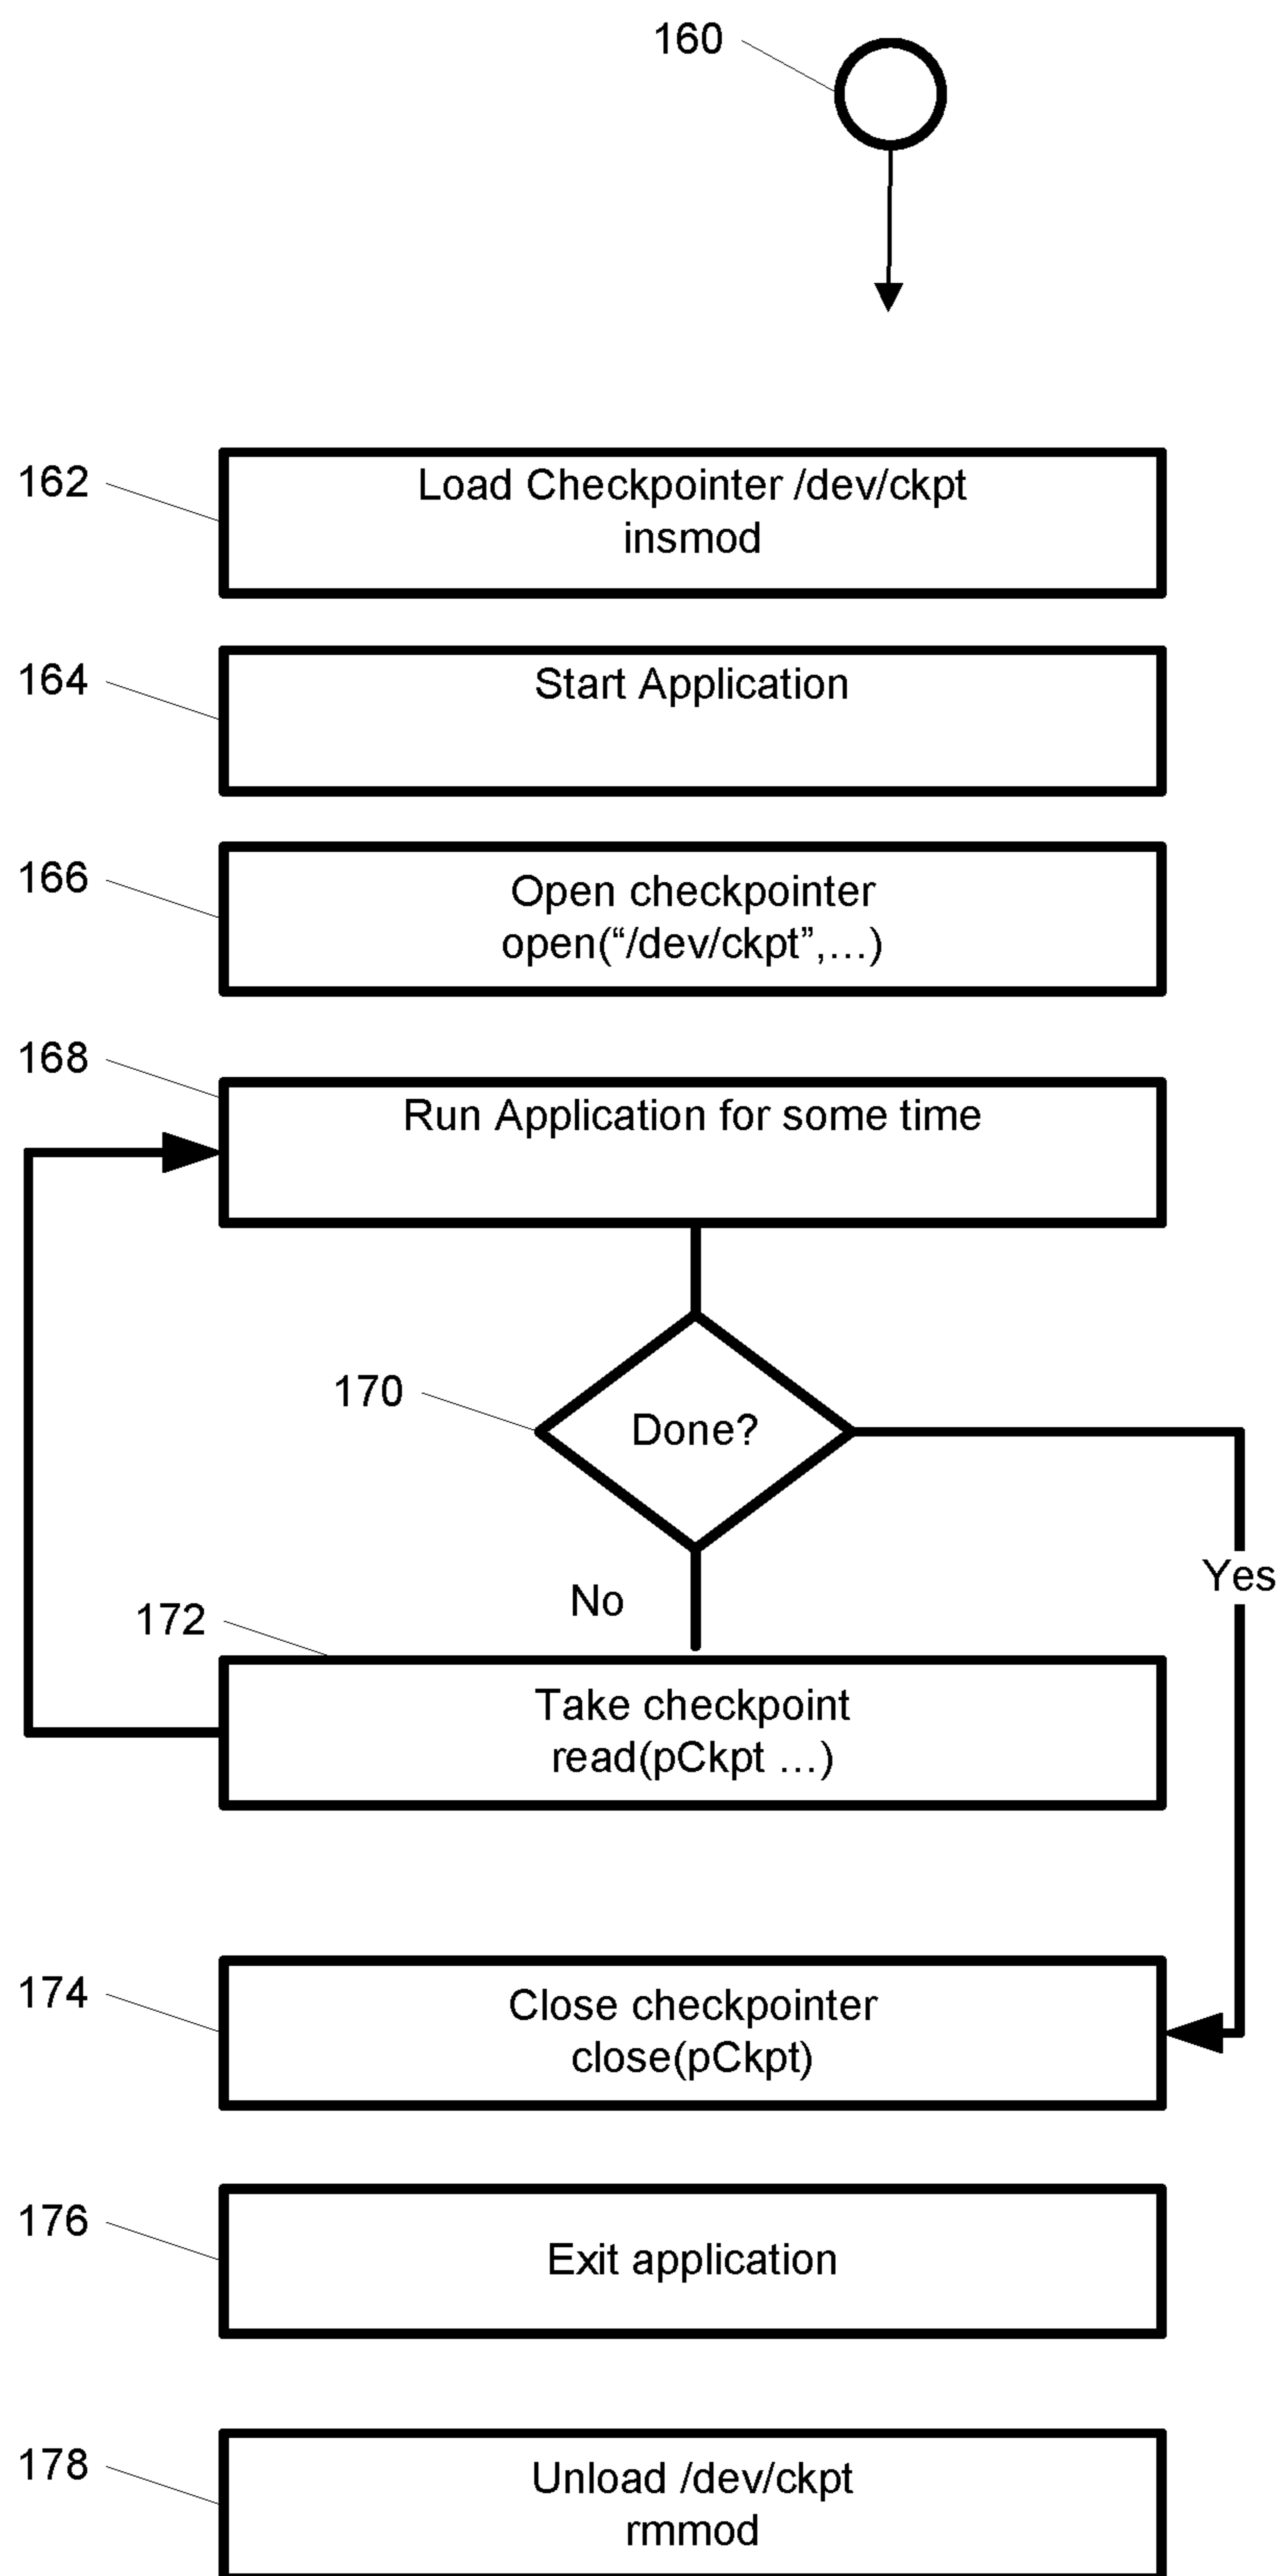 160
162
Load Checkpointer /dev/ckpt
insmod
164
Start Application
166
Open checkpointer
open(“/dev/ckpt”,…)
168
Run Application for some time
170
Done?
No
Yes
172
Take checkpoint
read(pCkpt …)
174
Close checkpointer
close(pCkpt)
176
Exit application
178
Unload /dev/ckpt
rmmod